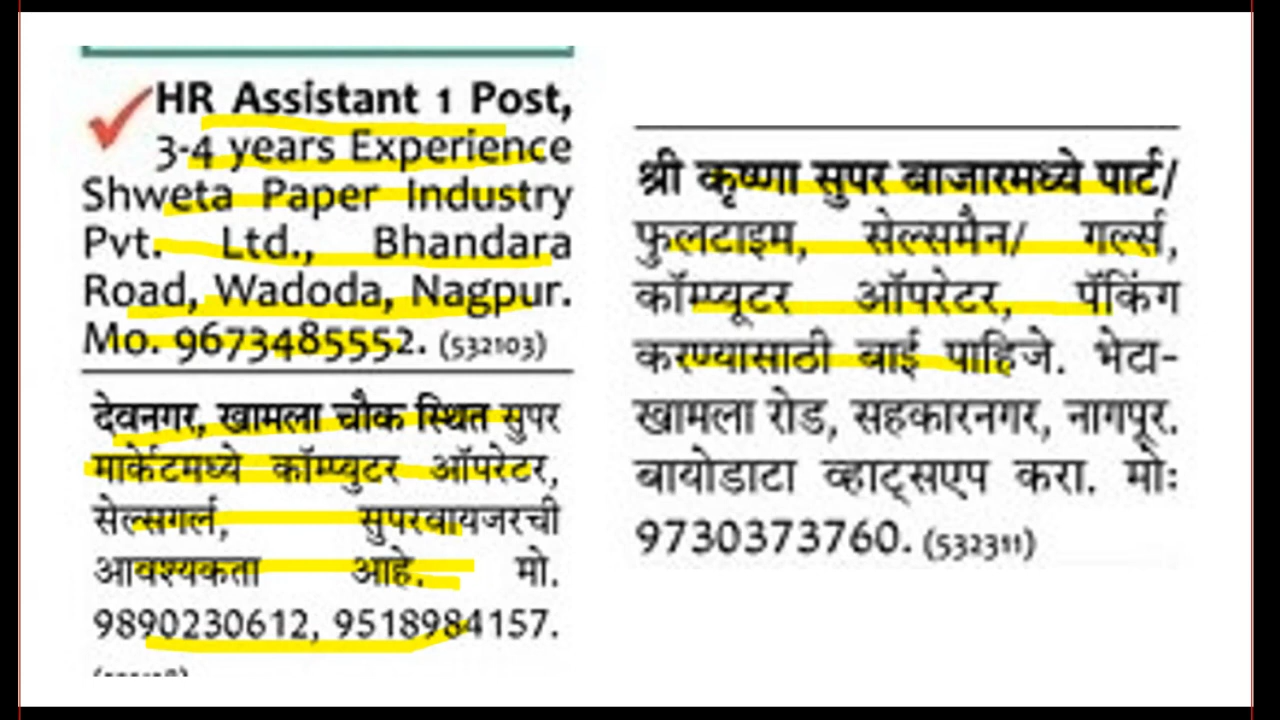 HR Assistant 1 Post,
3-4 years Experience
Shweta Paper Industry
Pvt. Ltd., Bhandara
Road, Wadoda, Nagpur.
Mo. 9673485552. (532103)
देवनगर, खामला चौक स्थित सुपर
मार्केटमध्ये कॉम्प्युटर ऑपरेटर,
सेल्सगर्ल, सुपरवायजरची
आवश्यकता आहे. मो.
9890230612, 9518984157.
श्री कृष्णा सुपर बाजारमध्ये पार्ट/
फुलटाइम, सेल्समैन/ गर्ल्स,
कॉम्प्यूटर ऑपरेटर, पॅकिंग
करण्यासाठी बाई पाहिजे. भेटा-
खामला रोड, सहकारनगर, नागपूर.
बायोडाटा व्हाट्सएप करा. मो:
9730373760. (532311)